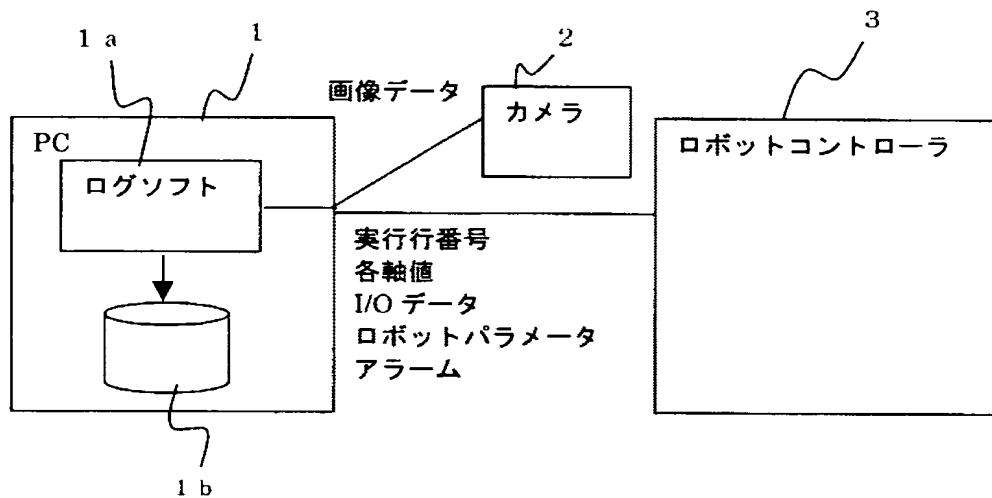 1 a
1
2
3
画像データ
カメラ
PC
ログソフト
ロボットコントローラ
実行行番号
各軸値
I/O データ
ロボットパラメータ
アラーム
1 b